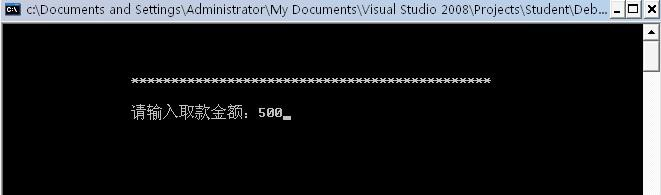 c:\Documents and Settings\Administrator\My Documents\Visual Studio 2008\Projects\Student\Deb...
*********************************************
请输入取款金额：500